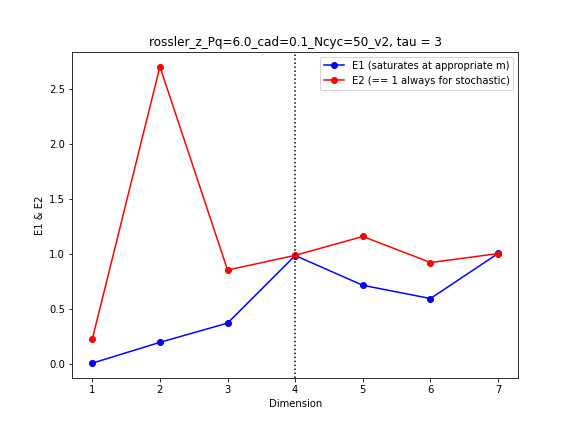 rossler_z_Pq=6.0_cad=0.1_Ncyc=50_v2, tau = 3
E1 (saturates at appropriate m)
E2 (== 1 always for stochastic)
E1 & E2
2.5
2.0
1.5
1.0
0.5
0.0
1 2 3 4 5 6 7
Dimension